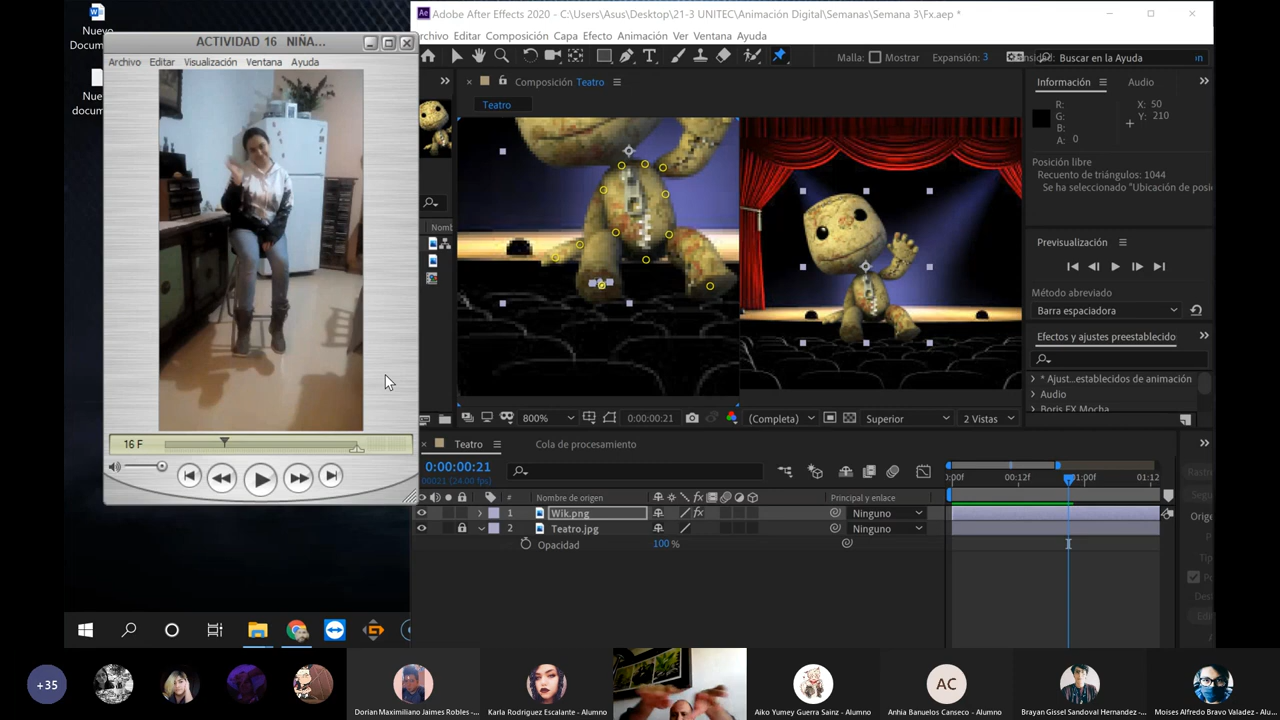 Adobe After Effects 2020 - C:\Users\Asus\Desktop\21-3 UNITEC\Animación Digital\Semanas\Semana 3\Fx.aep *
Nuevo
Docum...
Nue
docum...
ACTIVIDAD 16 NIÑA...
Archivo Editar Visualización Ventana Ayuda
16 F
rchivo Editar Composición Capa Efecto Animación Ver Ventana Ayuda
Malla: Mostrar Expansión: 3
Buscar en la Ayuda
Composición Teatro
Teatro
Información Audio
R:
G:
B:
A: 0
X: 50
Y: 210
Posición libre
Recuento de triángulos: 1044
Se ha seleccionado "Ubicación de posi
Previsualización
Método abreviado
Barra espaciadora
Efectos y ajustes preestablecido
* Ajust...establecidos de animación
Audio
Boris FX Mocha
Nomb
800% 0:00:00:21 (Completa) Superior 2 Vistas
Teatro Cola de procesamiento
0:00:00:21
00021 (24.00 fps)
:00f 00:12f 01:00f 01:12
# Nombre de origen Principal y enlace
1 Wik.png Ninguno
2 Teatro.jpg Ninguno
Opacidad 100 %
Orige
+35
Dorian Maximiliano Jaimes Robles -...
Karla Rodriguez Escalante - Alumno
Aiko Yumey Guerra Sainz - Alumno
AC
Anhia Banuelos Canseco - Alumno
Brayan Gissel Sandoval Hernandez -...
Moises Alfredo Bravo Valadez - Alu...